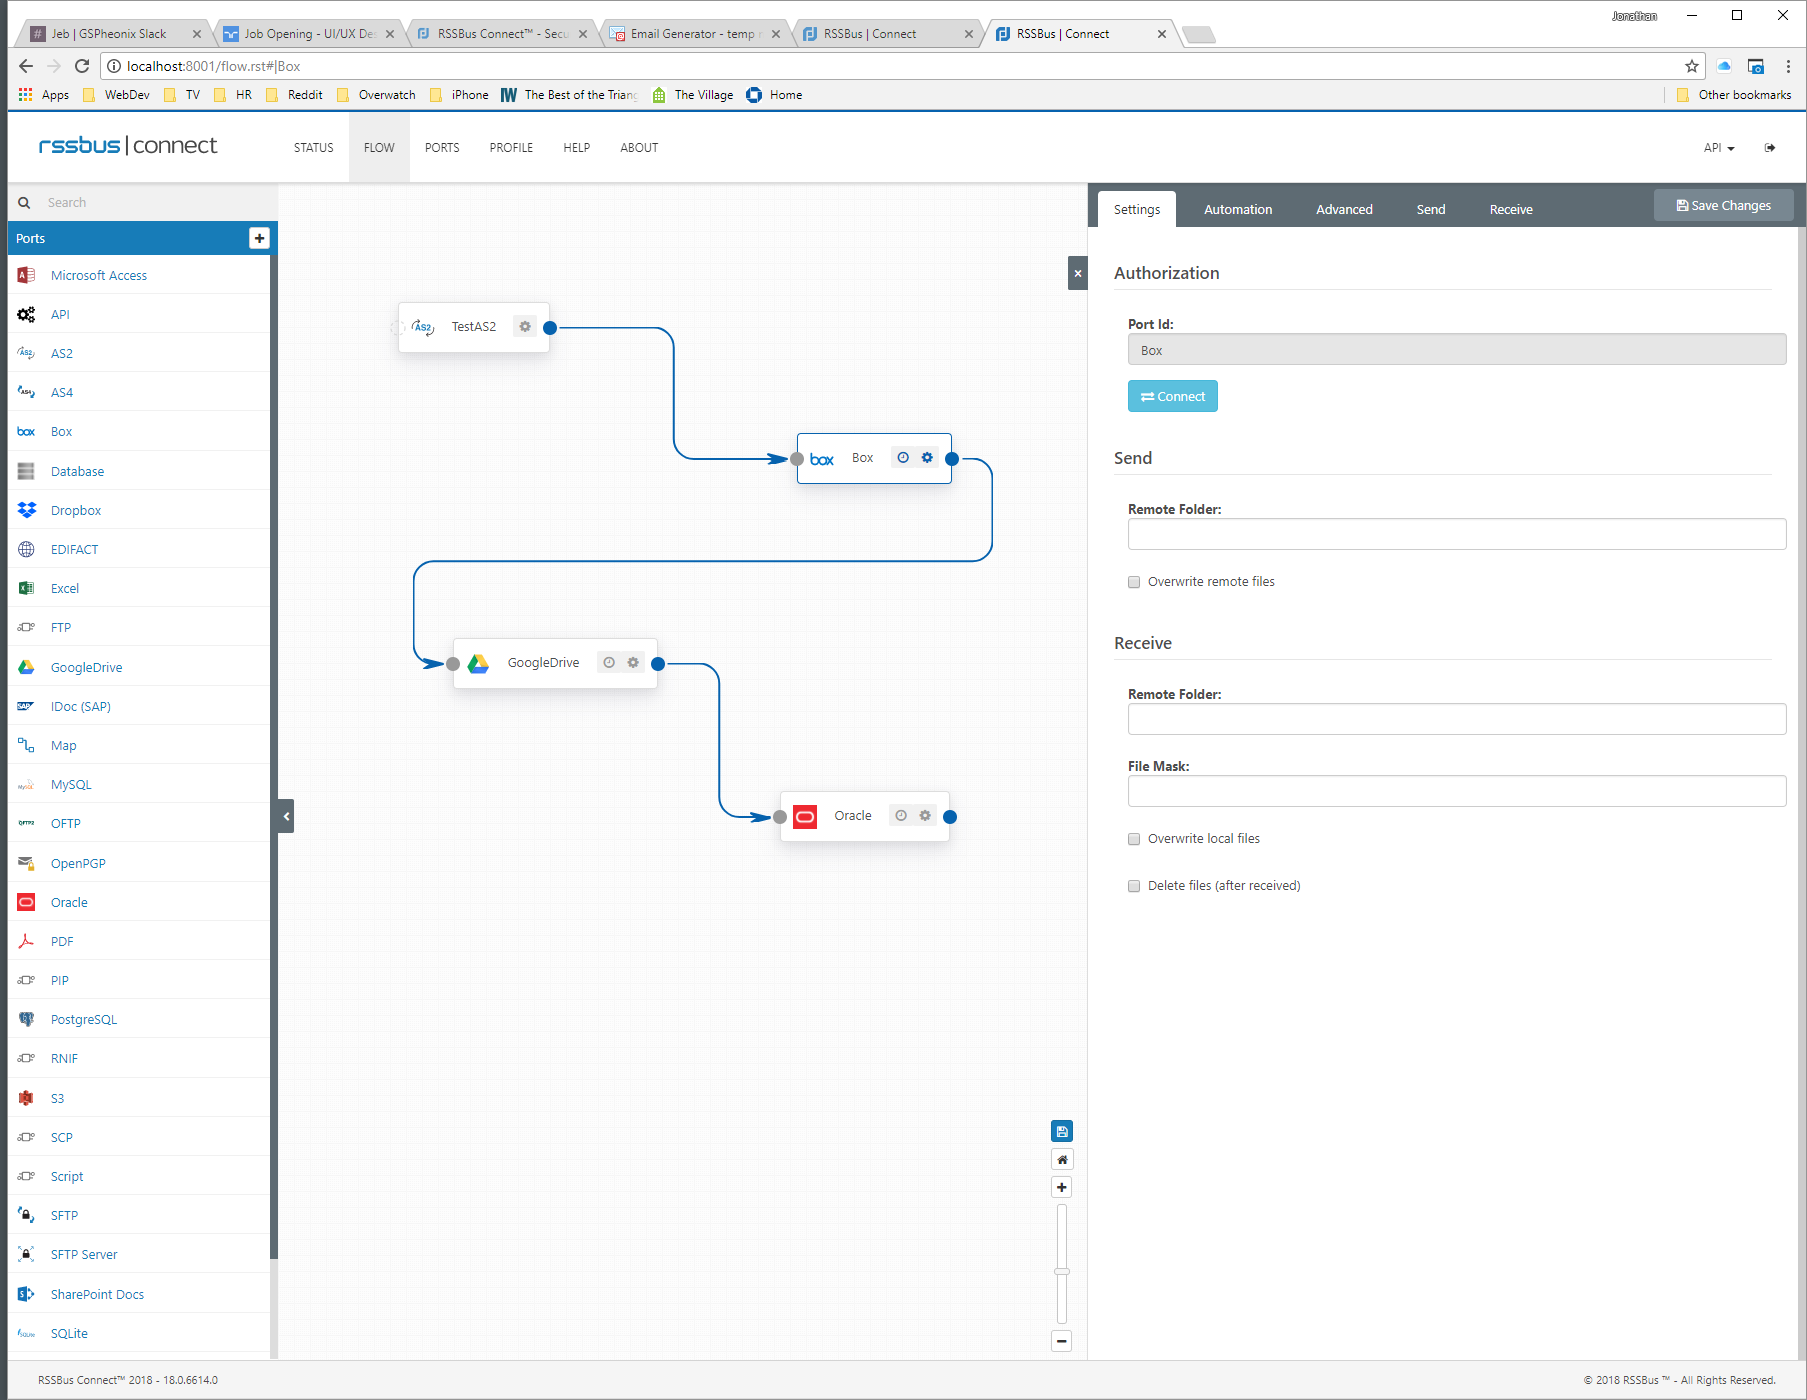 Jonathan
Jeb | GSPheonix Slack
Job Opening - UI/UX De
RSSBus Connect™ - Secu
Email Generator - temp
RSSBus | Connect
RSSBus | Connect
localhost:8001/flow.rst#|Box
Apps
WebDev
TV
HR
Reddit
Overwatch
iPhone
The Best of the Triang
The Village
Home
Other bookmarks
rssbus | connect
STATUS
FLOW
PORTS
PROFILE
HELP
ABOUT
API
Search
Ports
Microsoft Access
API
AS2
AS4
box
Box
Database
Dropbox
EDIFACT
Excel
FTP
GoogleDrive
SAP
IDoc (SAP)
Map
MySQL
OFTP2
OFTP
OpenPGP
Oracle
PDF
PIP
PostgreSQL
RNIF
S3
SCP
Script
SFTP
SFTP Server
SharePoint Docs
SQLite
AS2
TestAS2
box
Box
GoogleDrive
Oracle
Settings
Automation
Advanced
Send
Receive
Save Changes
Authorization
Port Id:
Box
Connect
Send
Remote Folder:
Overwrite remote files
Receive
Remote Folder:
File Mask:
Overwrite local files
Delete files (after received)
RSSBus Connect™ 2018 - 18.0.6614.0
© 2018 RSSBus ™ - All Rights Reserved.